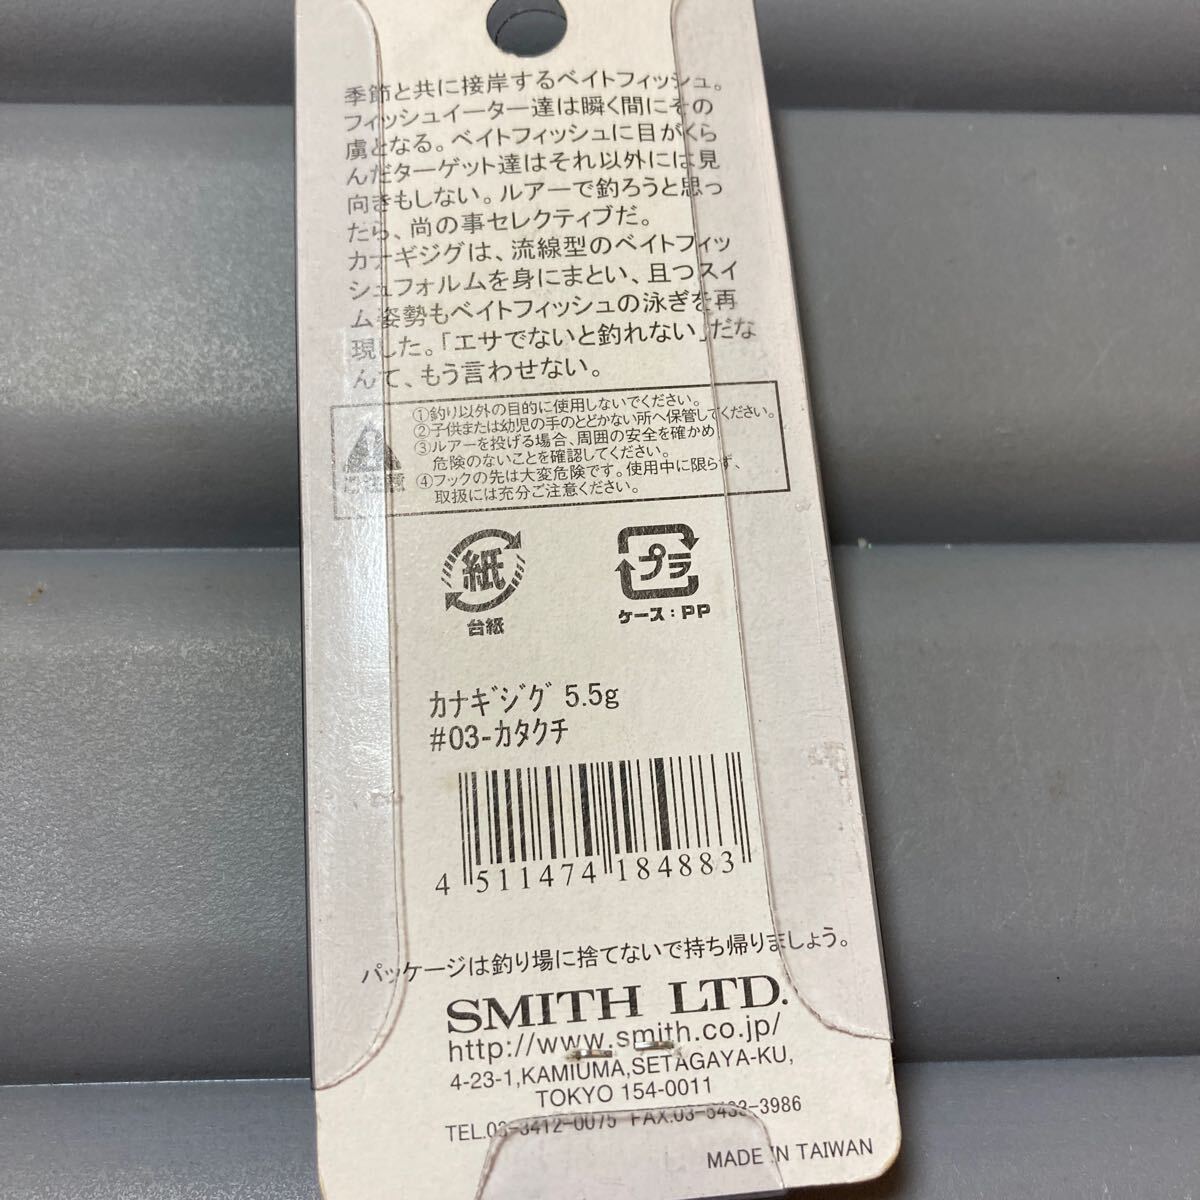 季節と共に接岸するベイトフィッシュ。
フィッシュイーター達は瞬く間にその
虜となる。ベイトフィッシュに目がくら
んだターゲット達はそれ以外には見
向きもしない。ルアーで釣ろうと思っ
たら、尚の事セレクティブだ。
カナギジグは、流線型のベイトフィッ
シュフォルムを身にまとい、且つスイ
ム姿勢もベイトフィッシュの泳ぎを再
現した。「エサでないと釣れない」だな
んて、もう言わせない。
①釣り以外の目的に使用しないでください。
②子供または幼児の手のとどかない所へ保管してください。
③ルアーを投げる場合、周囲の安全を確かめ
危険のないことを確認してください。
④フックの先は大変危険です。使用中に限らず、
取扱には充分ご注意ください。
ご注意
紙
台紙
プラ
ケース:PP
カナギジグ 5.5g
#03-カタクチ
4 511474 184883
パッケージは釣り場に捨てないで持ち帰りましょう。
SMITH LTD.
http://www.smith.co.jp/
4-23-1,KAMIUMA,SETAGAYA-KU,
TOKYO 154-0011
TEL.03-3412-0075 FAX.03-5433-3986
MADE IN TAIWAN